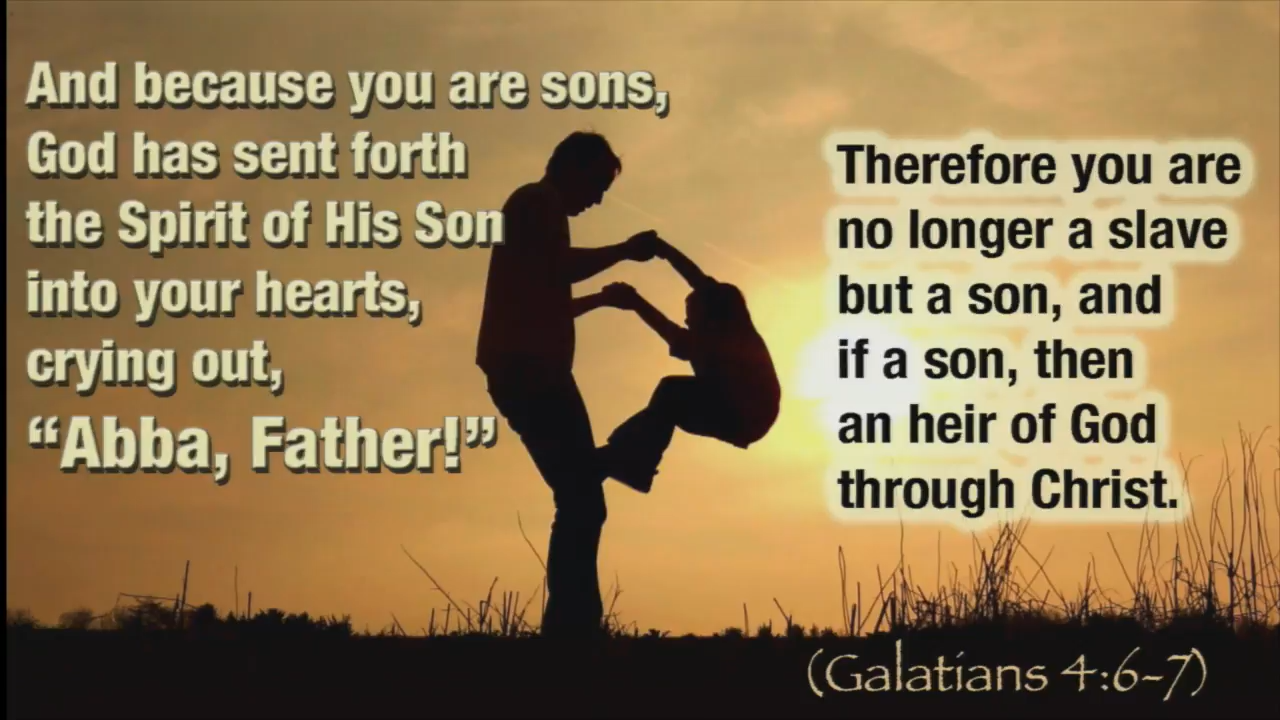 And because you are sons,
God has sent forth
the Spirit of His Son
into your hearts,
crying out,
“Abba, Father!”
Therefore you are
no longer a slave
but a son, and
if a son, then
an heir of God
through Christ.
(Galatians 4:6-7)